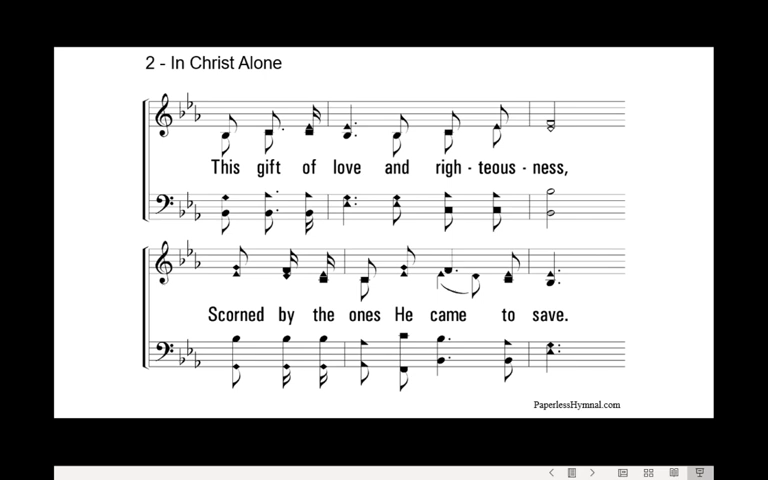 2 - In Christ Alone
This gift of love and righ - teous - ness,
Scorned by the ones He came to save.
PaperlessHymnal.com